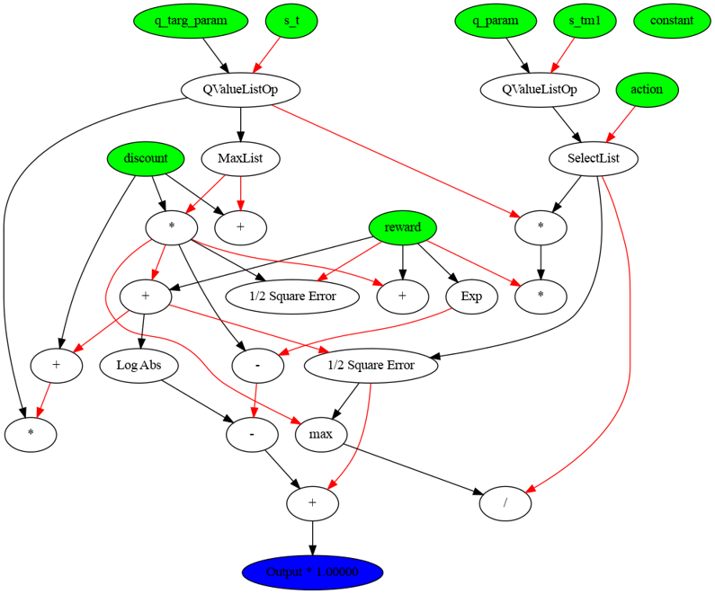 q_targ_param
s_t
q_param
s_tm1
constant
QValueListOp
QValueListOp
action
discount
MaxList
SelectList
*
+
reward
*
+
1/2 Square Error
+
Exp
*
+
Log Abs
-
1/2 Square Error
*
-
max
+
/
Output * 1.00000